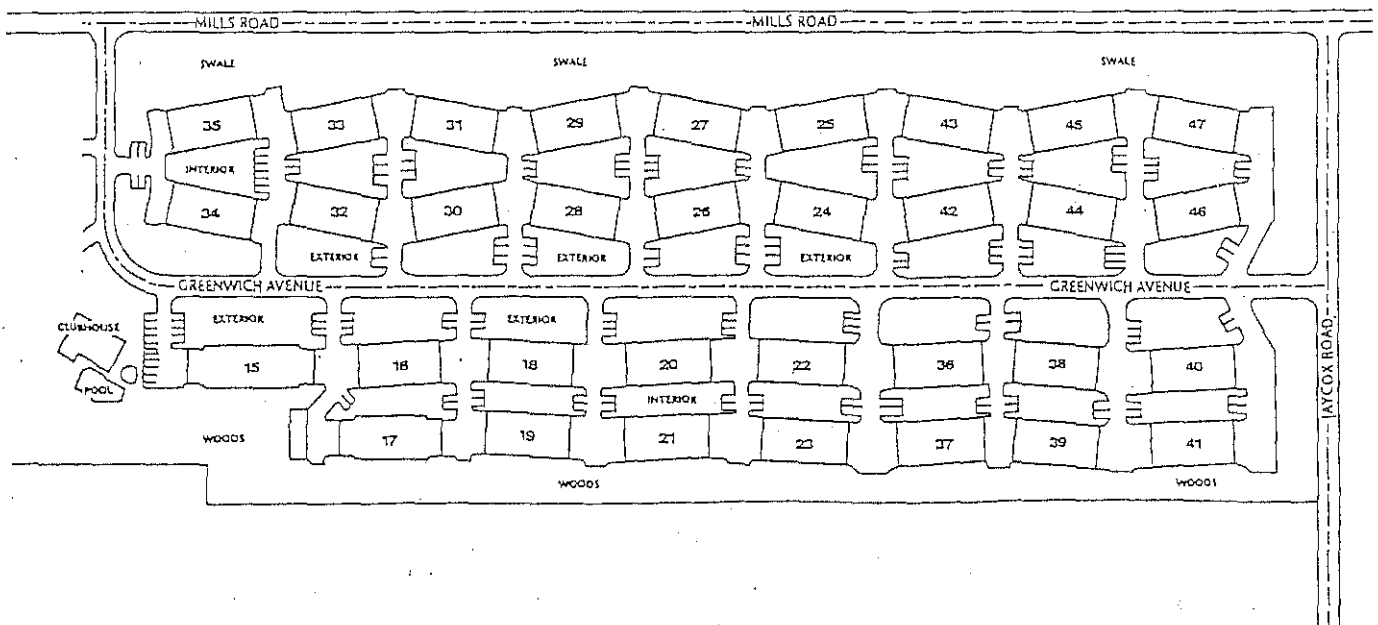 MILLS ROAD MILLS ROAD
SWALE SWALE SWALE
35 33 31 29 27 25 43 45 47
INTERIOR
34 32 30 28 26 24 42 44 46
EXTERIOR EXTERIOR EXTERIOR
GREENWICH AVENUE GREENWICH AVENUE
EXTERIOR EXTERIOR
CLUBHOUSE
JAYCOX ROAD
15 16 18 20 22 36 38 40
POOL
INTERIOR
WOODS
17 19 21 23 37 39 41
WOODS WOODS